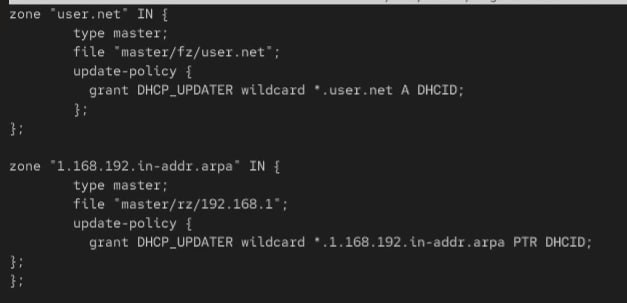 zone "user.net" IN {
type master;
file "master/fz/user.net";
update-policy {
grant DHCP_UPDATER wildcard *.user.net A DHCID;
};
};
zone "1.168.192.in-addr.arpa" IN {
type master;
file "master/rz/192.168.1";
update-policy {
grant DHCP_UPDATER wildcard *.1.168.192.in-addr.arpa PTR DHCID;
};
};